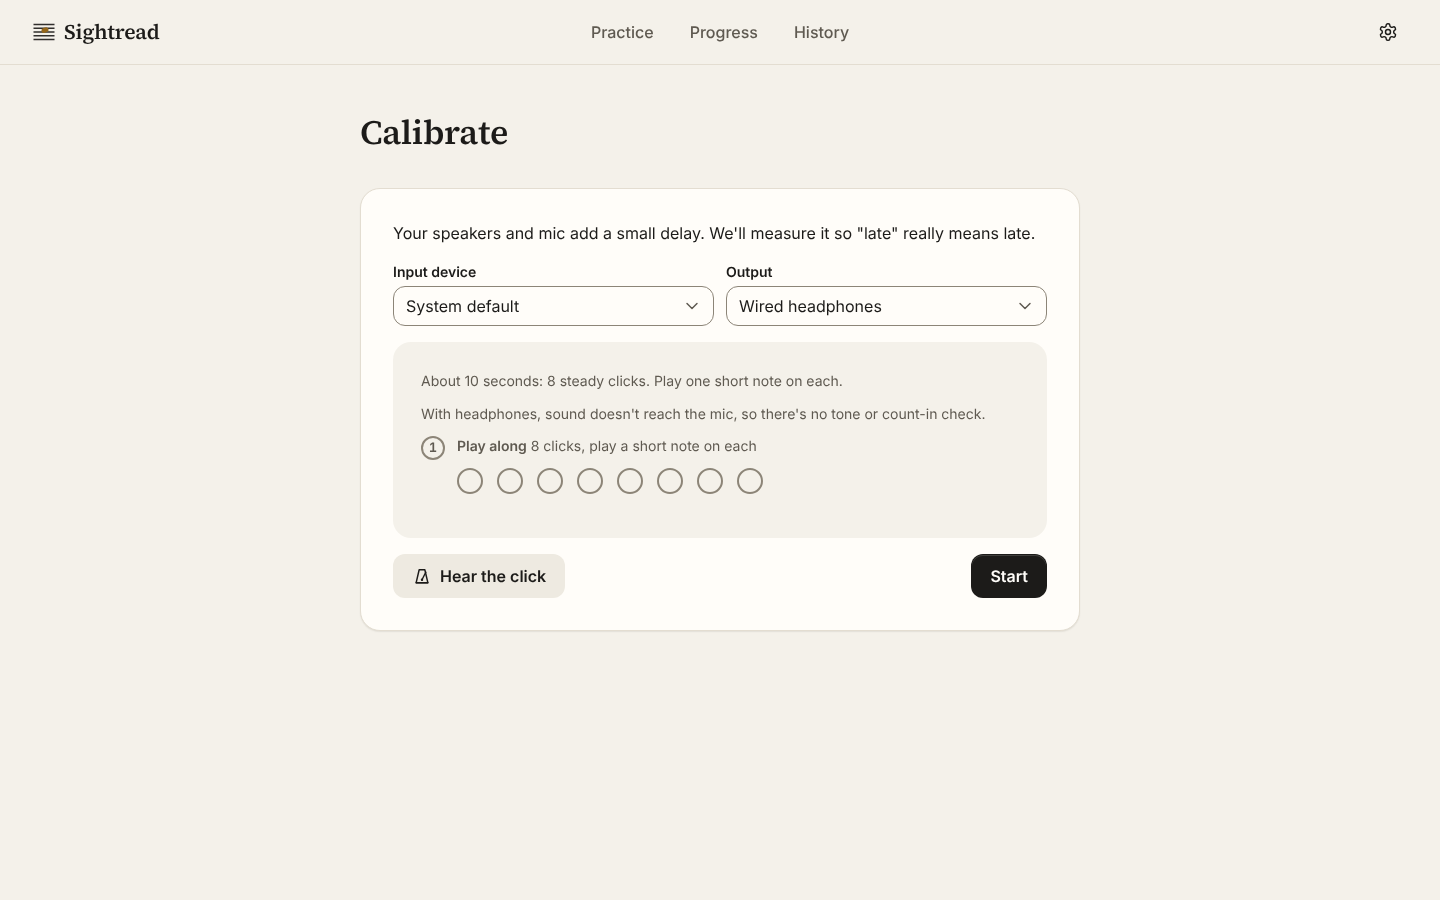 Sightread
Practice
Progress
History
Calibrate
Your speakers and mic add a small delay. We'll measure it so "late" really means late.
Input device
Output
System default
Wired headphones
About 10 seconds: 8 steady clicks. Play one short note on each.
With headphones, sound doesn't reach the mic, so there's no tone or count-in check.
1
Play along 8 clicks, play a short note on each
Hear the click
Start